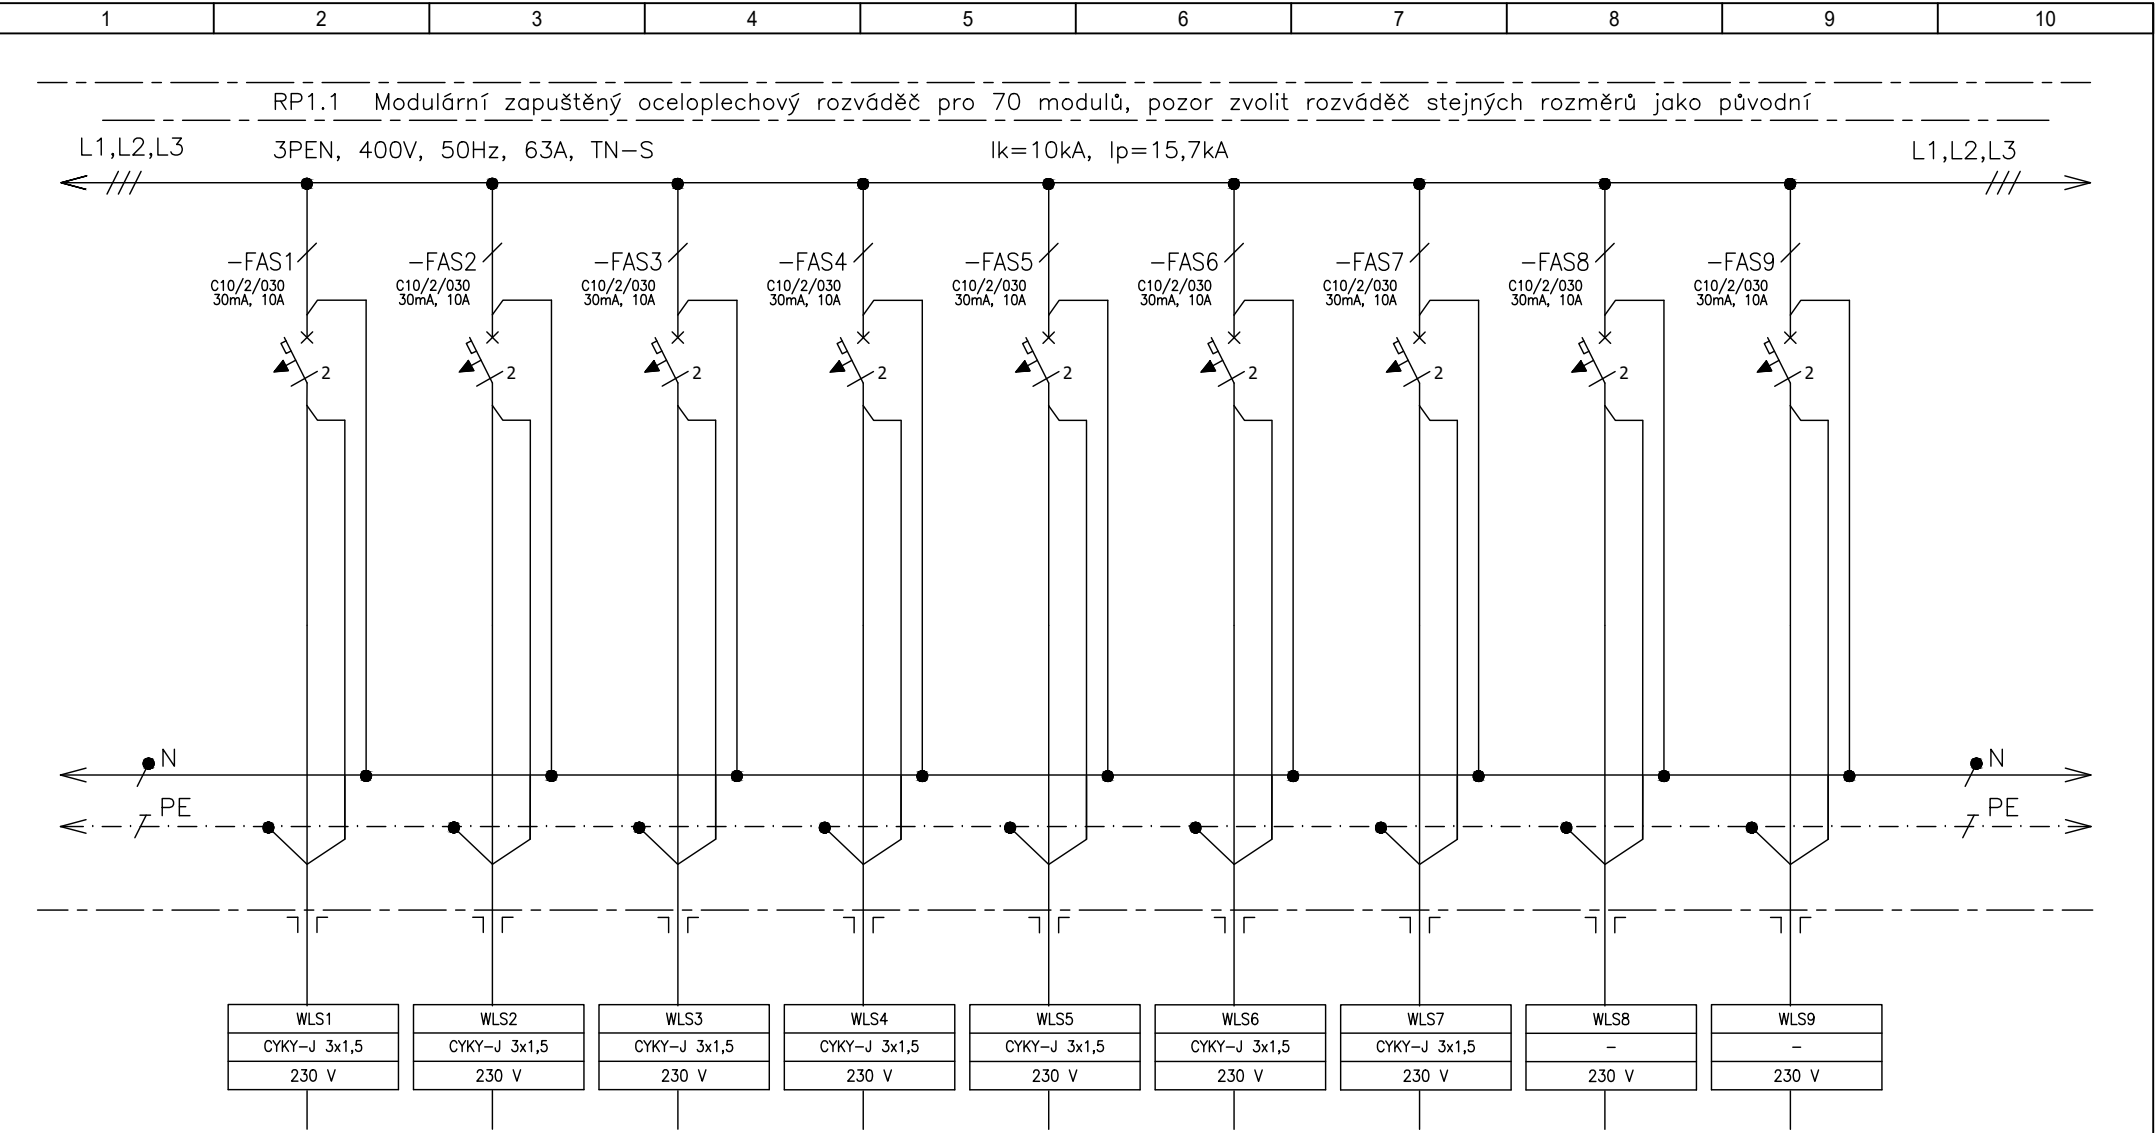 1 2 3 4 5 6 7 8 9 10
RP1.1 Modulární zapuštěný oceloplechový rozváděč pro 70 modulů, pozor zvolit rozváděč stejných rozměrů jako původní
L1,L2,L3 3PEN, 400V, 50Hz, 63A, TN-S Ik=10kA, Ip=15,7kA L1,L2,L3
-FAS1 -FAS2 -FAS3 -FAS4 -FAS5 -FAS6 -FAS7 -FAS8 -FAS9
C10/2/030 C10/2/030 C10/2/030 C10/2/030 C10/2/030 C10/2/030 C10/2/030 C10/2/030 C10/2/030
30mA, 10A 30mA, 10A 30mA, 10A 30mA, 10A 30mA, 10A 30mA, 10A 30mA, 10A 30mA, 10A 30mA, 10A
2 2 2 2 2 2 2 2 2
N N
PE PE
WLS1 WLS2 WLS3 WLS4 WLS5 WLS6 WLS7 WLS8 WLS9
CYKY-J 3x1,5 CYKY-J 3x1,5 CYKY-J 3x1,5 CYKY-J 3x1,5 CYKY-J 3x1,5 CYKY-J 3x1,5 CYKY-J 3x1,5 - -
230 V 230 V 230 V 230 V 230 V 230 V 230 V 230 V 230 V